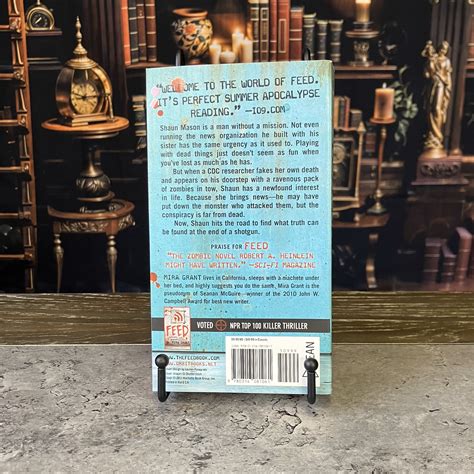 "WELCOME TO THE WORLD OF FEED.
IT'S PERFECT SUMMER APOCALYPSE
READING." —IO9.COM
Shaun Mason is a man without a mission. Not even
running the news organization he built with his
sister has the same urgency as it used to. Playing
with dead things just doesn't seem as fun when
you've lost as much as he has.
But when a CDC researcher fakes her own death
and appears on his doorstep with a ravenous pack
of zombies in tow, Shaun has a newfound interest
in life. Because she brings news—he may have
put down the monster who attacked them, but the
conspiracy is far from dead.
Now, Shaun hits the road to find what truth can
be found at the end of a shotgun.
PRAISE FOR FEED
"THE ZOMBIE NOVEL ROBERT A. HEINLEIN
MIGHT HAVE WRITTEN." —SCI-FI MAGAZINE
MIRA GRANT lives in California, sleeps with a machete under
her bed, and highly suggests you do the same. Mira Grant is the
pseudonym of Seanan McGuire—winner of the 2010 John W.
Campbell Award for best new writer.
FEED
VOTED NPR TOP 100 KILLER THRILLER
WWW.THEFEEDBOOK.COM
WWW.ORBITBOOKS.NET
EAN